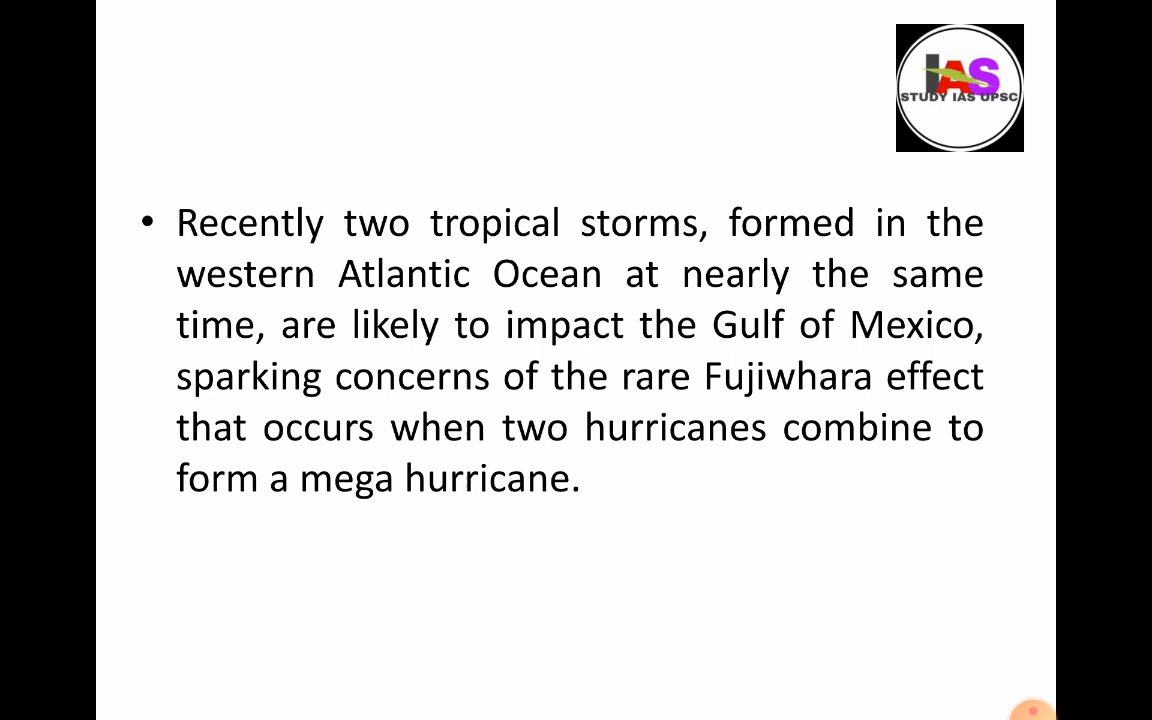 IAS
STUDY IAS UPSC
• Recently two tropical storms, formed in the
western Atlantic Ocean at nearly the same
time, are likely to impact the Gulf of Mexico,
sparking concerns of the rare Fujiwhara effect
that occurs when two hurricanes combine to
form a mega hurricane.